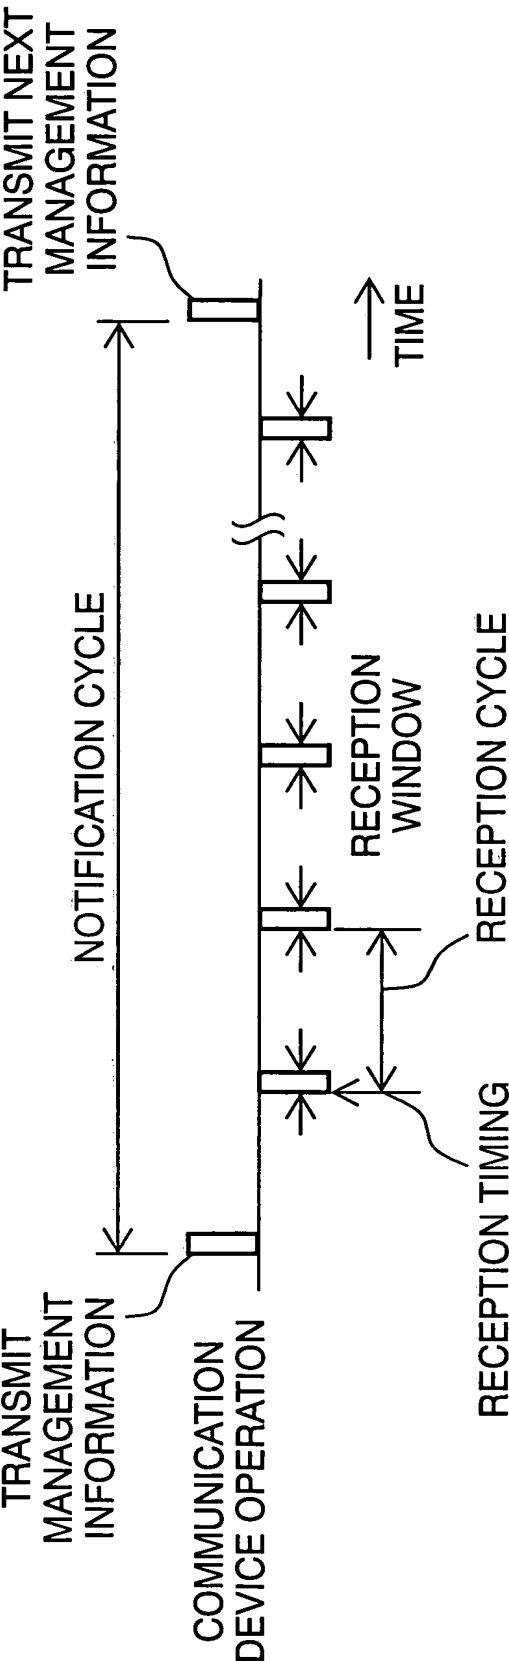 TRANSMIT
MANAGEMENT
INFORMATION
TRANSMIT NEXT
MANAGEMENT
INFORMATION
NOTIFICATION CYCLE
COMMUNICATION
DEVICE OPERATION
RECEPTION
WINDOW
TIME
RECEPTION TIMING
RECEPTION CYCLE